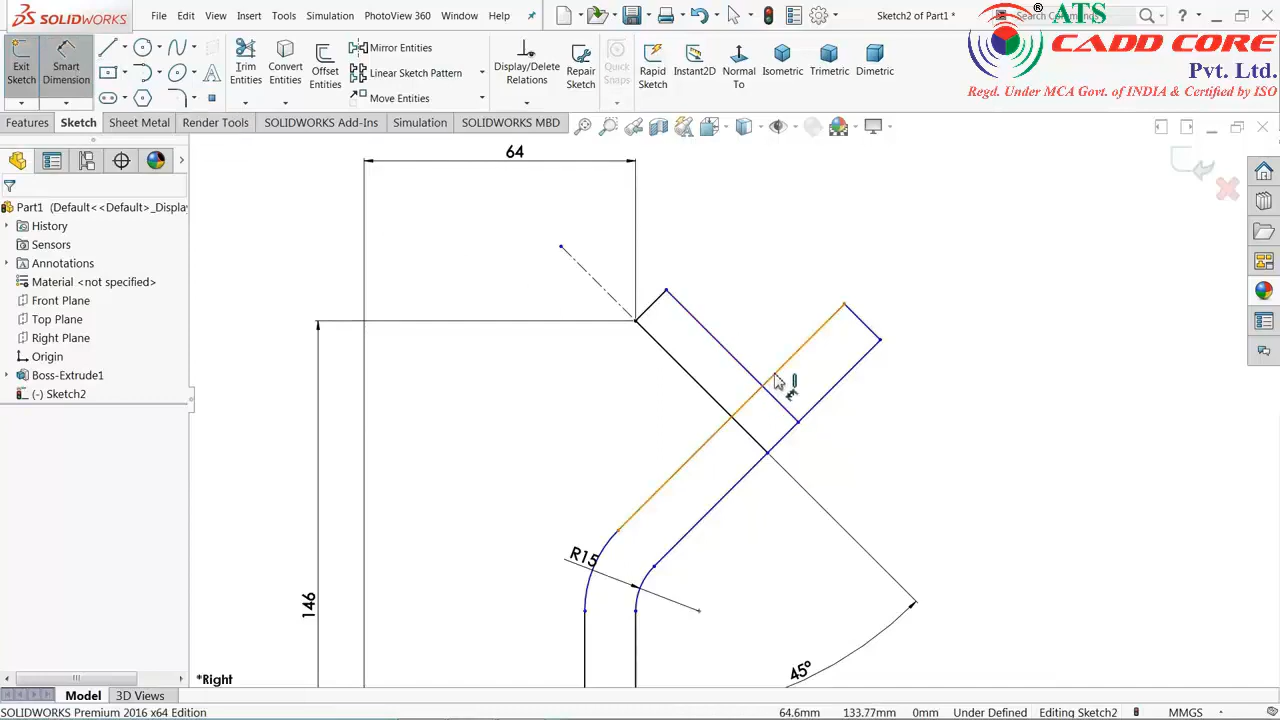 SOLIDWORKS
File Edit View Insert Tools Simulation PhotoView 360 Window Help
Sketch2 of Part1 *
Search Commands
?
ATS
CADD CORE
Pvt. Ltd.
Regd. Under MCA Govt. of INDIA & Certified by ISO
®
Exit Sketch
Smart Dimension
Trim Entities
Convert Entities
Offset Entities
Mirror Entities
Linear Sketch Pattern
Move Entities
Display/Delete Relations
Repair Sketch
Quick Snaps
Rapid Sketch
Instant2D
Normal To
Isometric
Trimetric
Dimetric
Features Sketch Sheet Metal Render Tools SOLIDWORKS Add-Ins Simulation SOLIDWORKS MBD
Part1 (Default<<Default>_Display
History
Sensors
Annotations
Material <not specified>
Front Plane
Top Plane
Right Plane
Origin
Boss-Extrude1
(-) Sketch2
64
146
R15
45°
*Right
Model 3D Views
SOLIDWORKS Premium 2016 x64 Edition
64.6mm 133.77mm 0mm Under Defined Editing Sketch2 MMGS